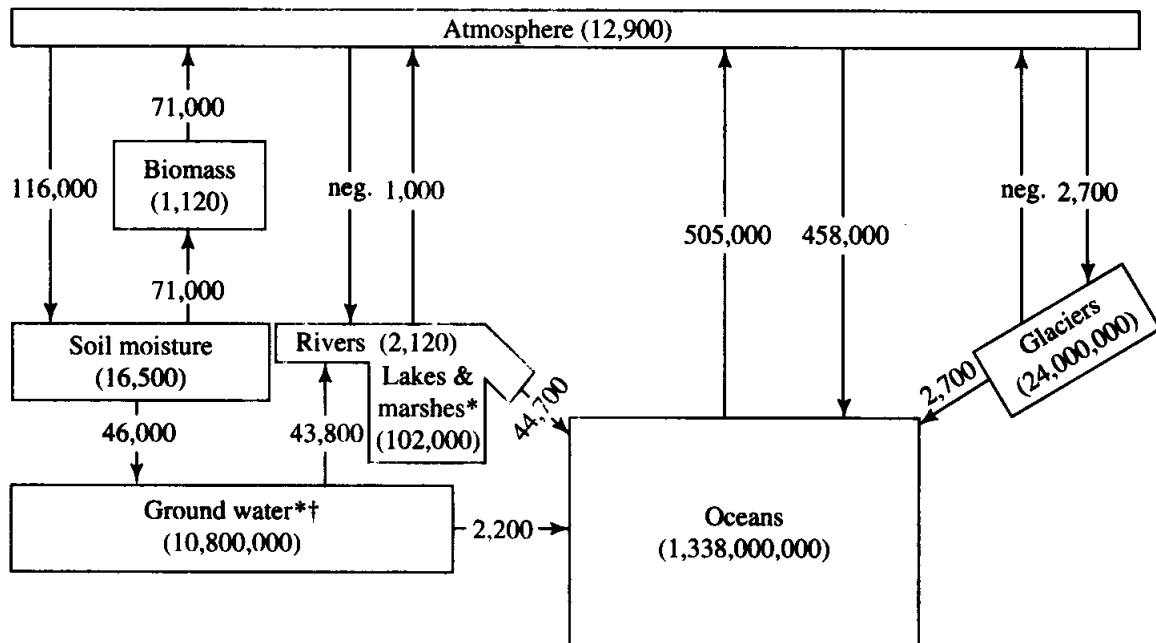 Atmosphere (12,900)
71,000
Biomass
(1,120)
116,000
neg.
1,000
505,000
458,000
neg.
2,700
71,000
Soil moisture
(16,500)
Rivers (2,120)
Lakes &
marshes*
(102,000)
44,700
Glaciers
(24,000,000)
2,700
46,000
43,800
Ground water*†
(10,800,000)
2,200
Oceans
(1,338,000,000)